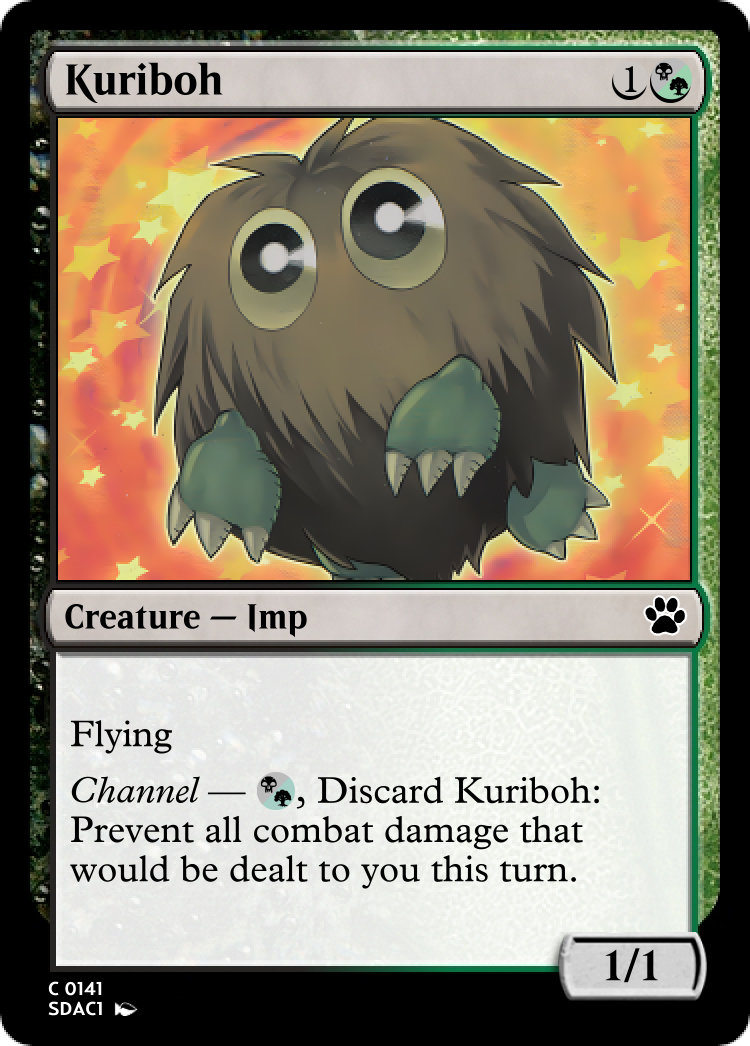 Kuriboh 1
Creature — Imp
Flying
Channel — , Discard Kuriboh:
Prevent all combat damage that
would be dealt to you this turn.
1/1
C 0141
SDAC1